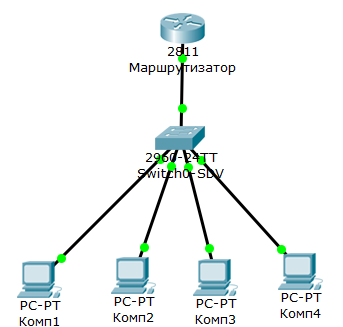 2811
Маршрутизатор
2960-24TT
Switch0-SDV
PC-PT
Комп1
PC-PT
Комп2
PC-PT
Комп3
PC-PT
Комп4